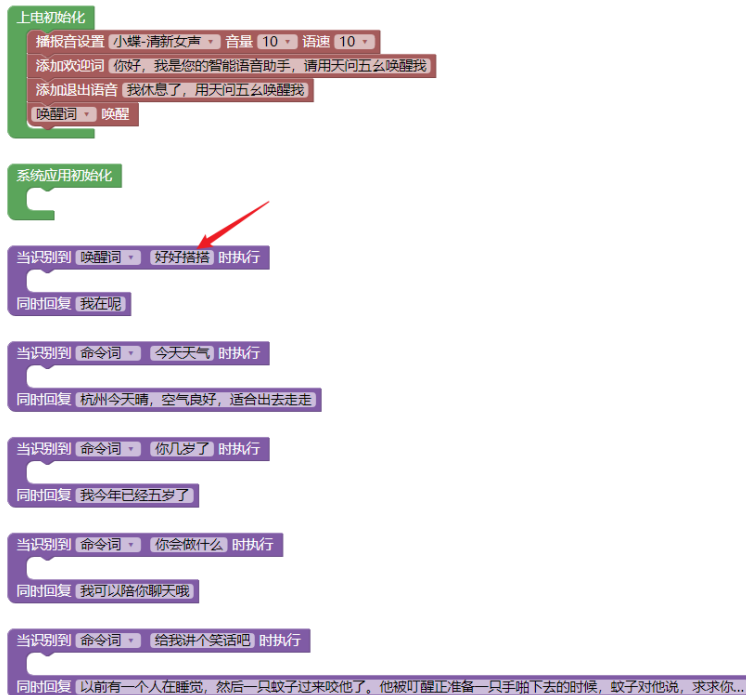 上电初始化
播报音设置 小蝶-清新女声 音量 10 语速 10
添加欢迎词 你好，我是您的智能语音助手，请用天问五幺唤醒我
添加退出语音 我休息了，用天问五幺唤醒我
唤醒词 唤醒
系统应用初始化
当识别到 唤醒词 好好搭搭 时执行
同时回复 我在呢
当识别到 命令词 今天天气 时执行
同时回复 杭州今天晴，空气良好，适合出去走走
当识别到 命令词 你几岁了 时执行
同时回复 我今年已经五岁了
当识别到 命令词 你会做什么 时执行
同时回复 我可以陪你聊天哦
当识别到 命令词 给我讲个笑话吧 时执行
同时回复 以前有一个人在睡觉，然后一只蚊子过来咬他了。他被叮醒正准备一只手啪下去的时候，蚊子对他说，求求你...